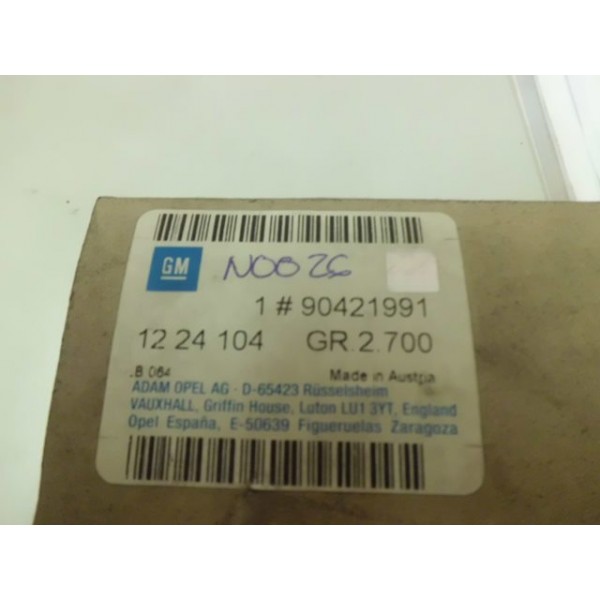 GM
NOO26
1 # 90421991
12 24 104 GR.2.700
B 064 Made in Austria
ADAM OPEL AG - D-65423 Rüsselsheim
VAUXHALL, Griffin House, Luton LU1 3YT, England
Opel España, E-50639 Figueruelas Zaragoza